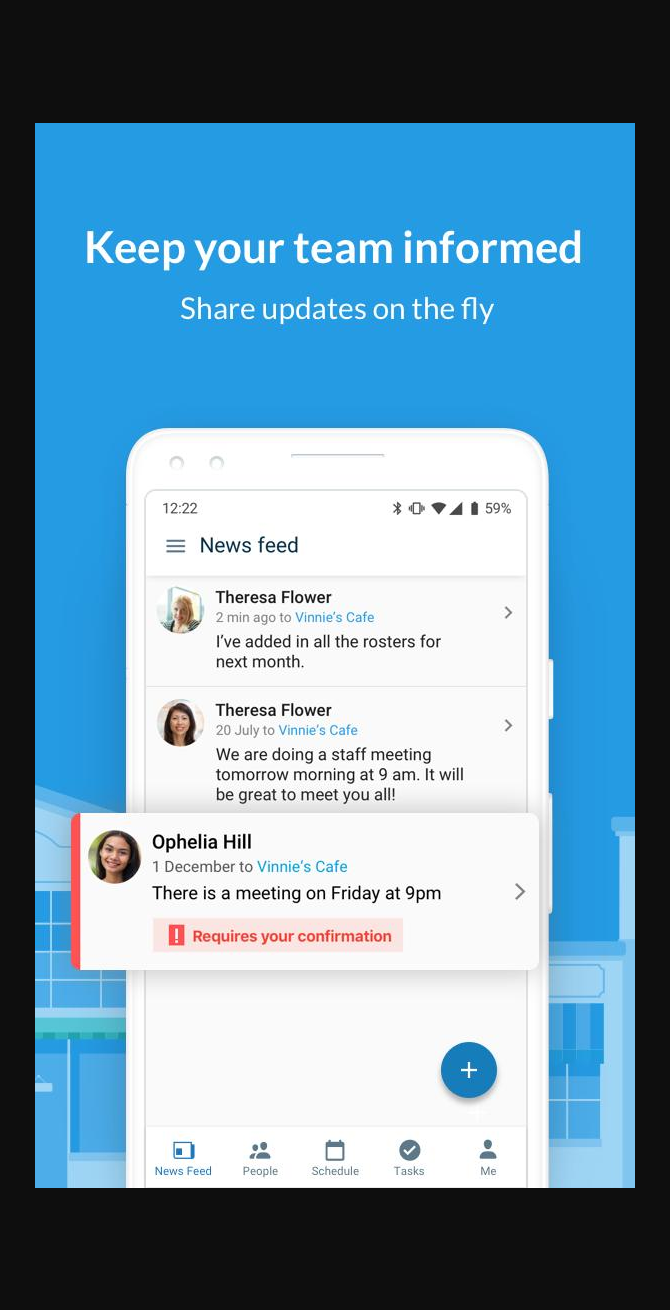 Keep your team informed
Share updates on the fly
12:22 59%
News feed
Theresa Flower
2 min ago to Vinnie's Cafe
I've added in all the rosters for
next month.
Theresa Flower
20 July to Vinnie's Cafe
We are doing a staff meeting
tomorrow morning at 9 am. It will
be great to meet you all!
Ophelia Hill
1 December to Vinnie's Cafe
There is a meeting on Friday at 9pm
! Requires your confirmation
+
News Feed People Schedule Tasks Me